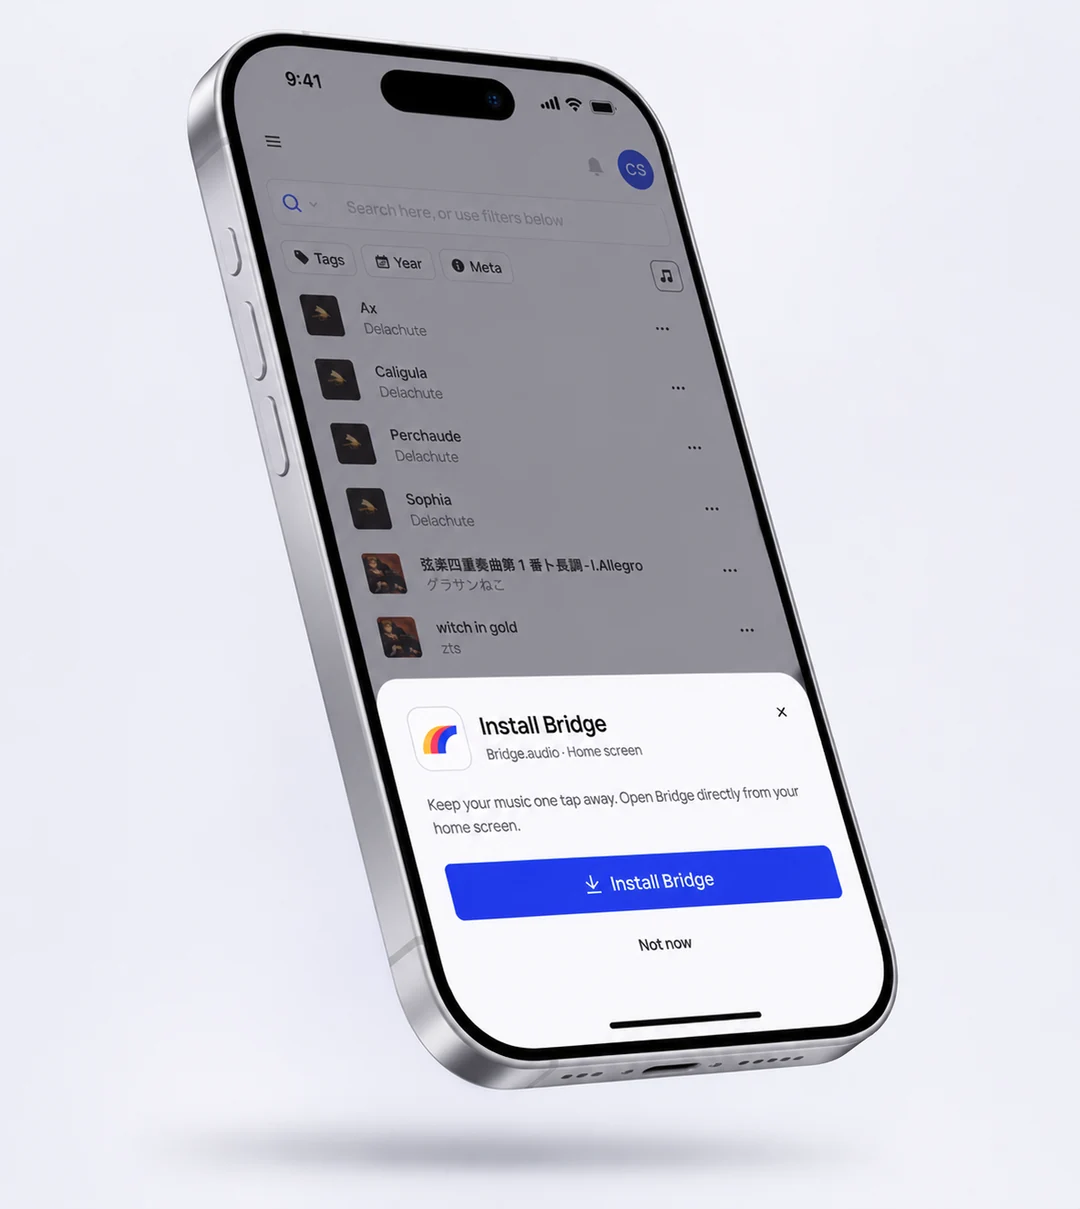 9:41
CS
Search here, or use filters below
Tags
Year
Meta
Ax
Delachute
Caligula
Delachute
Perchaude
Delachute
Sophia
Delachute
弦楽四重奏曲第1番ト長調-I.Allegro
グラサンねこ
witch in gold
zts
Install Bridge
Bridge.audio · Home screen
Keep your music one tap away. Open Bridge directly from your
home screen.
Install Bridge
Not now